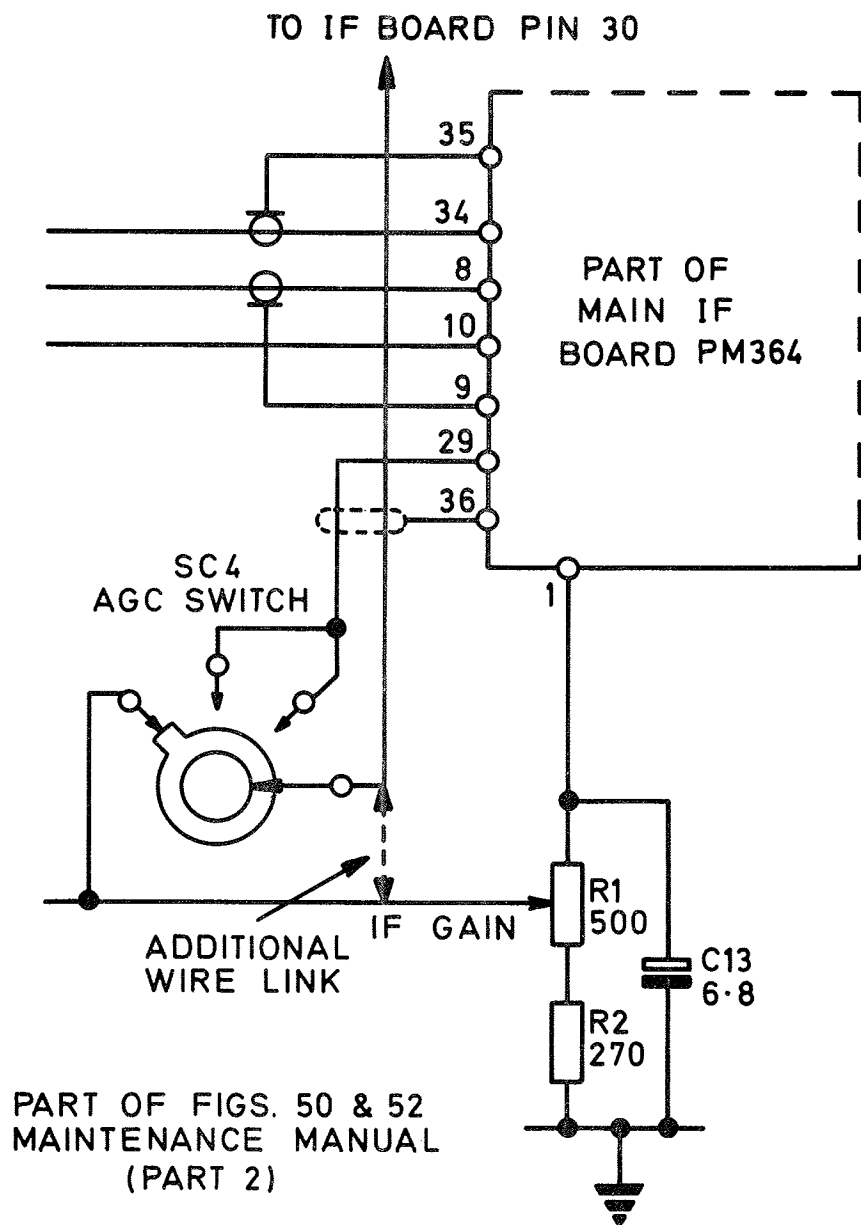 TO IF BOARD PIN 30
35
34
8
10
9
29
36
1
PART OF
MAIN IF
BOARD PM364
SC4
AGC SWITCH
ADDITIONAL
WIRE LINK
IF GAIN
R1
500
R2
270
C13
6·8
PART OF FIGS. 50 & 52
MAINTENANCE MANUAL
(PART 2)